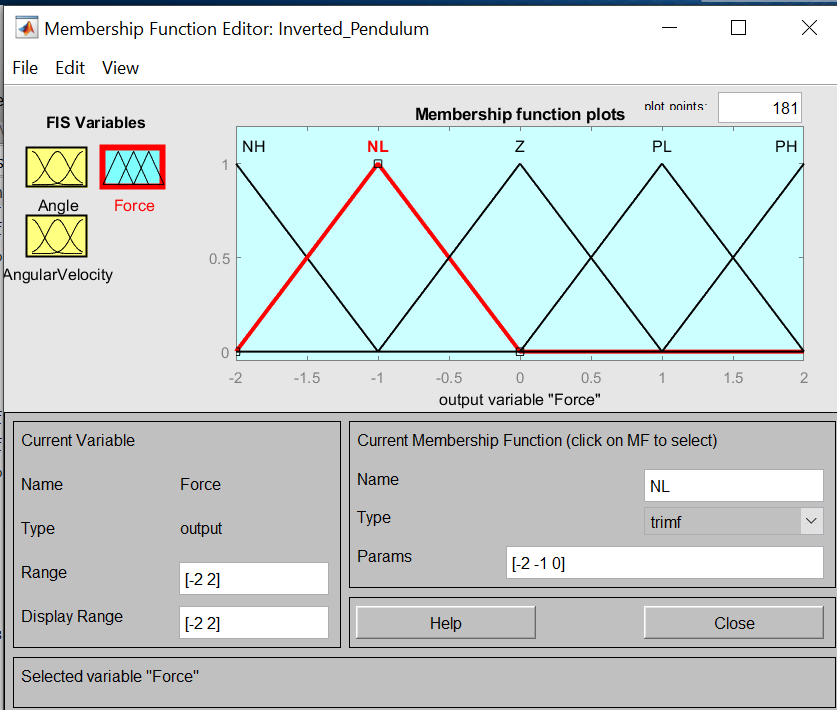 Membership Function Editor: Inverted_Pendulum
File Edit View
FIS Variables
Angle
Force
AngularVelocity
Membership function plots
plot points:
181
NH NL Z PL PH
1
0.5
0
-2 -1.5 -1 -0.5 0 0.5 1 1.5 2
output variable "Force"
Current Variable
Name Force
Type output
Range [-2 2]
Display Range [-2 2]
Current Membership Function (click on MF to select)
Name NL
Type trimf
Params [-2 -1 0]
Help Close
Selected variable "Force"